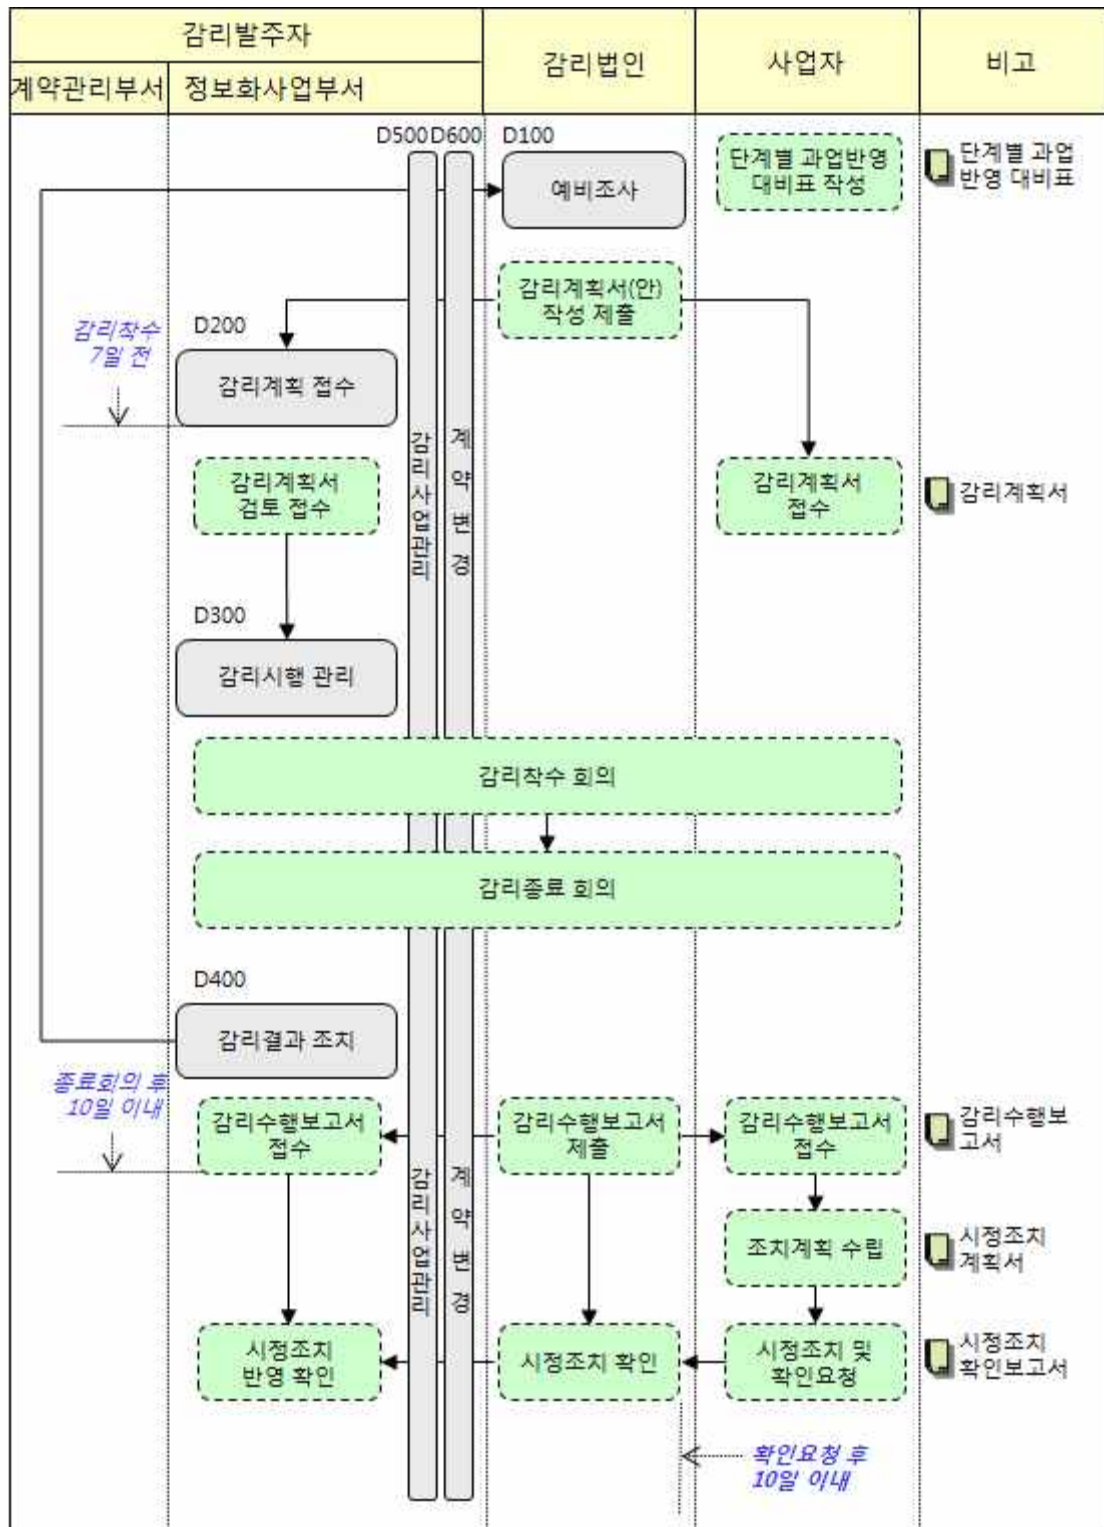 감리발주자
감리법인
사업자
비고
계약관리부서
정보화사업부서
D500
D600
D100
예비조사
단계별 과업반영
대비표 작성
단계별 과업
반영 대비표
감리계획서(안)
작성 제출
감리착수
7일 전
D200
감리계획 접수
감리사업관리
계약변경
감리계획서
검토 접수
감리계획서
접수
감리계획서
D300
감리시행 관리
감리착수 회의
감리종료 회의
D400
감리결과 조치
종료회의 후
10일 이내
감리수행보고서
접수
감리수행보고서
제출
감리수행보고서
접수
감리수행보
고서
감리사업관리
계약변경
조치계획 수립
시정조치
계획서
시정조치
반영 확인
시정조치 확인
시정조치 및
확인요청
시정조치
확인보고서
확인요청 후
10일 이내